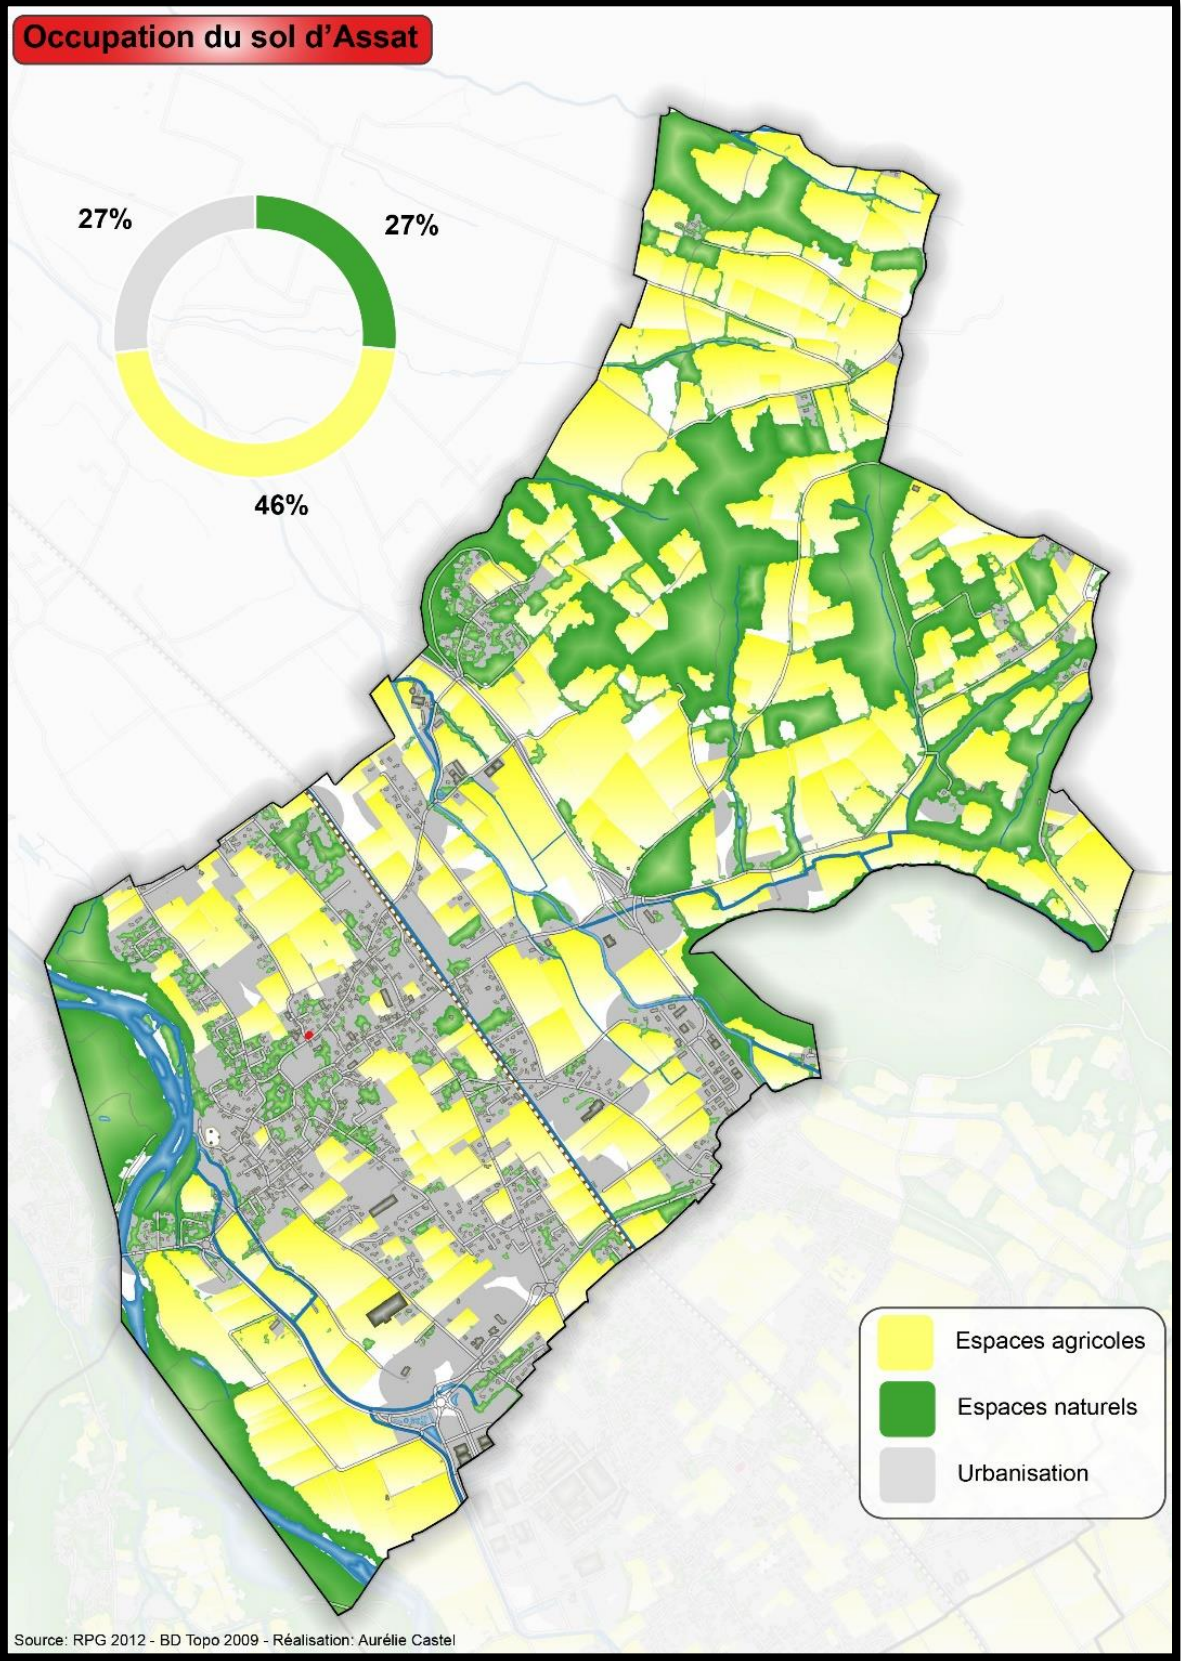 Occupation du sol d'Assat
27%
27%
46%
Espaces agricoles
Espaces naturels
Urbanisation
Source: RPG 2012 - BD Topo 2009 - Réalisation: Aurélie Castel